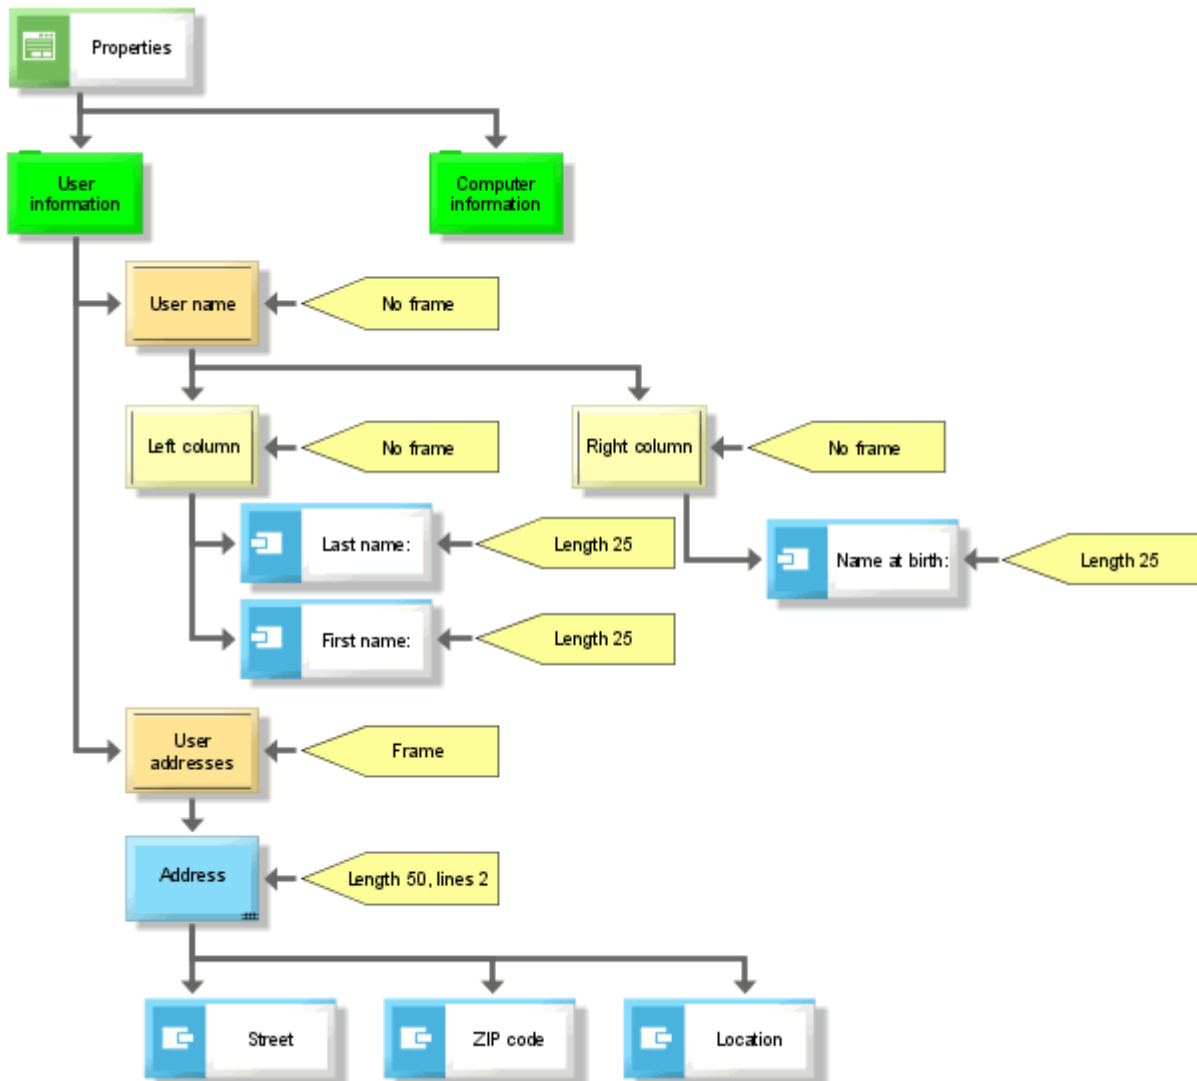 Properties
User
information
Computer
information
User name
No frame
Left column
No frame
Right column
No frame
Last name:
Length 25
Name at birth:
Length 25
First name:
Length 25
User
addresses
Frame
Address
Length 50, lines 2
Street
ZIP code
Location